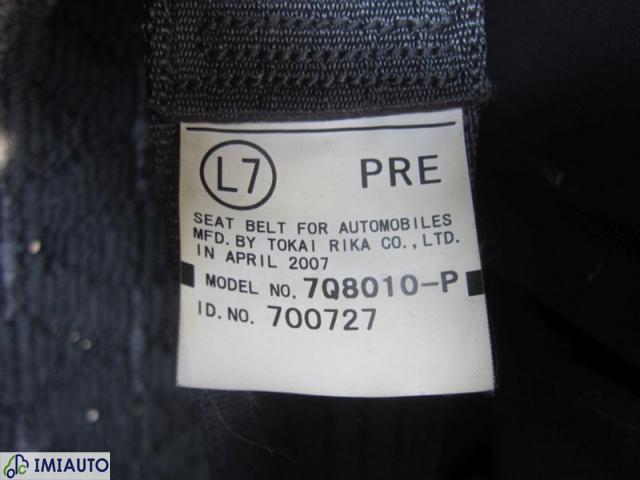 L7 PRE
SEAT BELT FOR AUTOMOBILES
MFD. BY TOKAI RIKA CO., LTD.
IN APRIL 2007
MODEL NO. 7Q8010-P
ID. NO. 700727
IMIAUTO